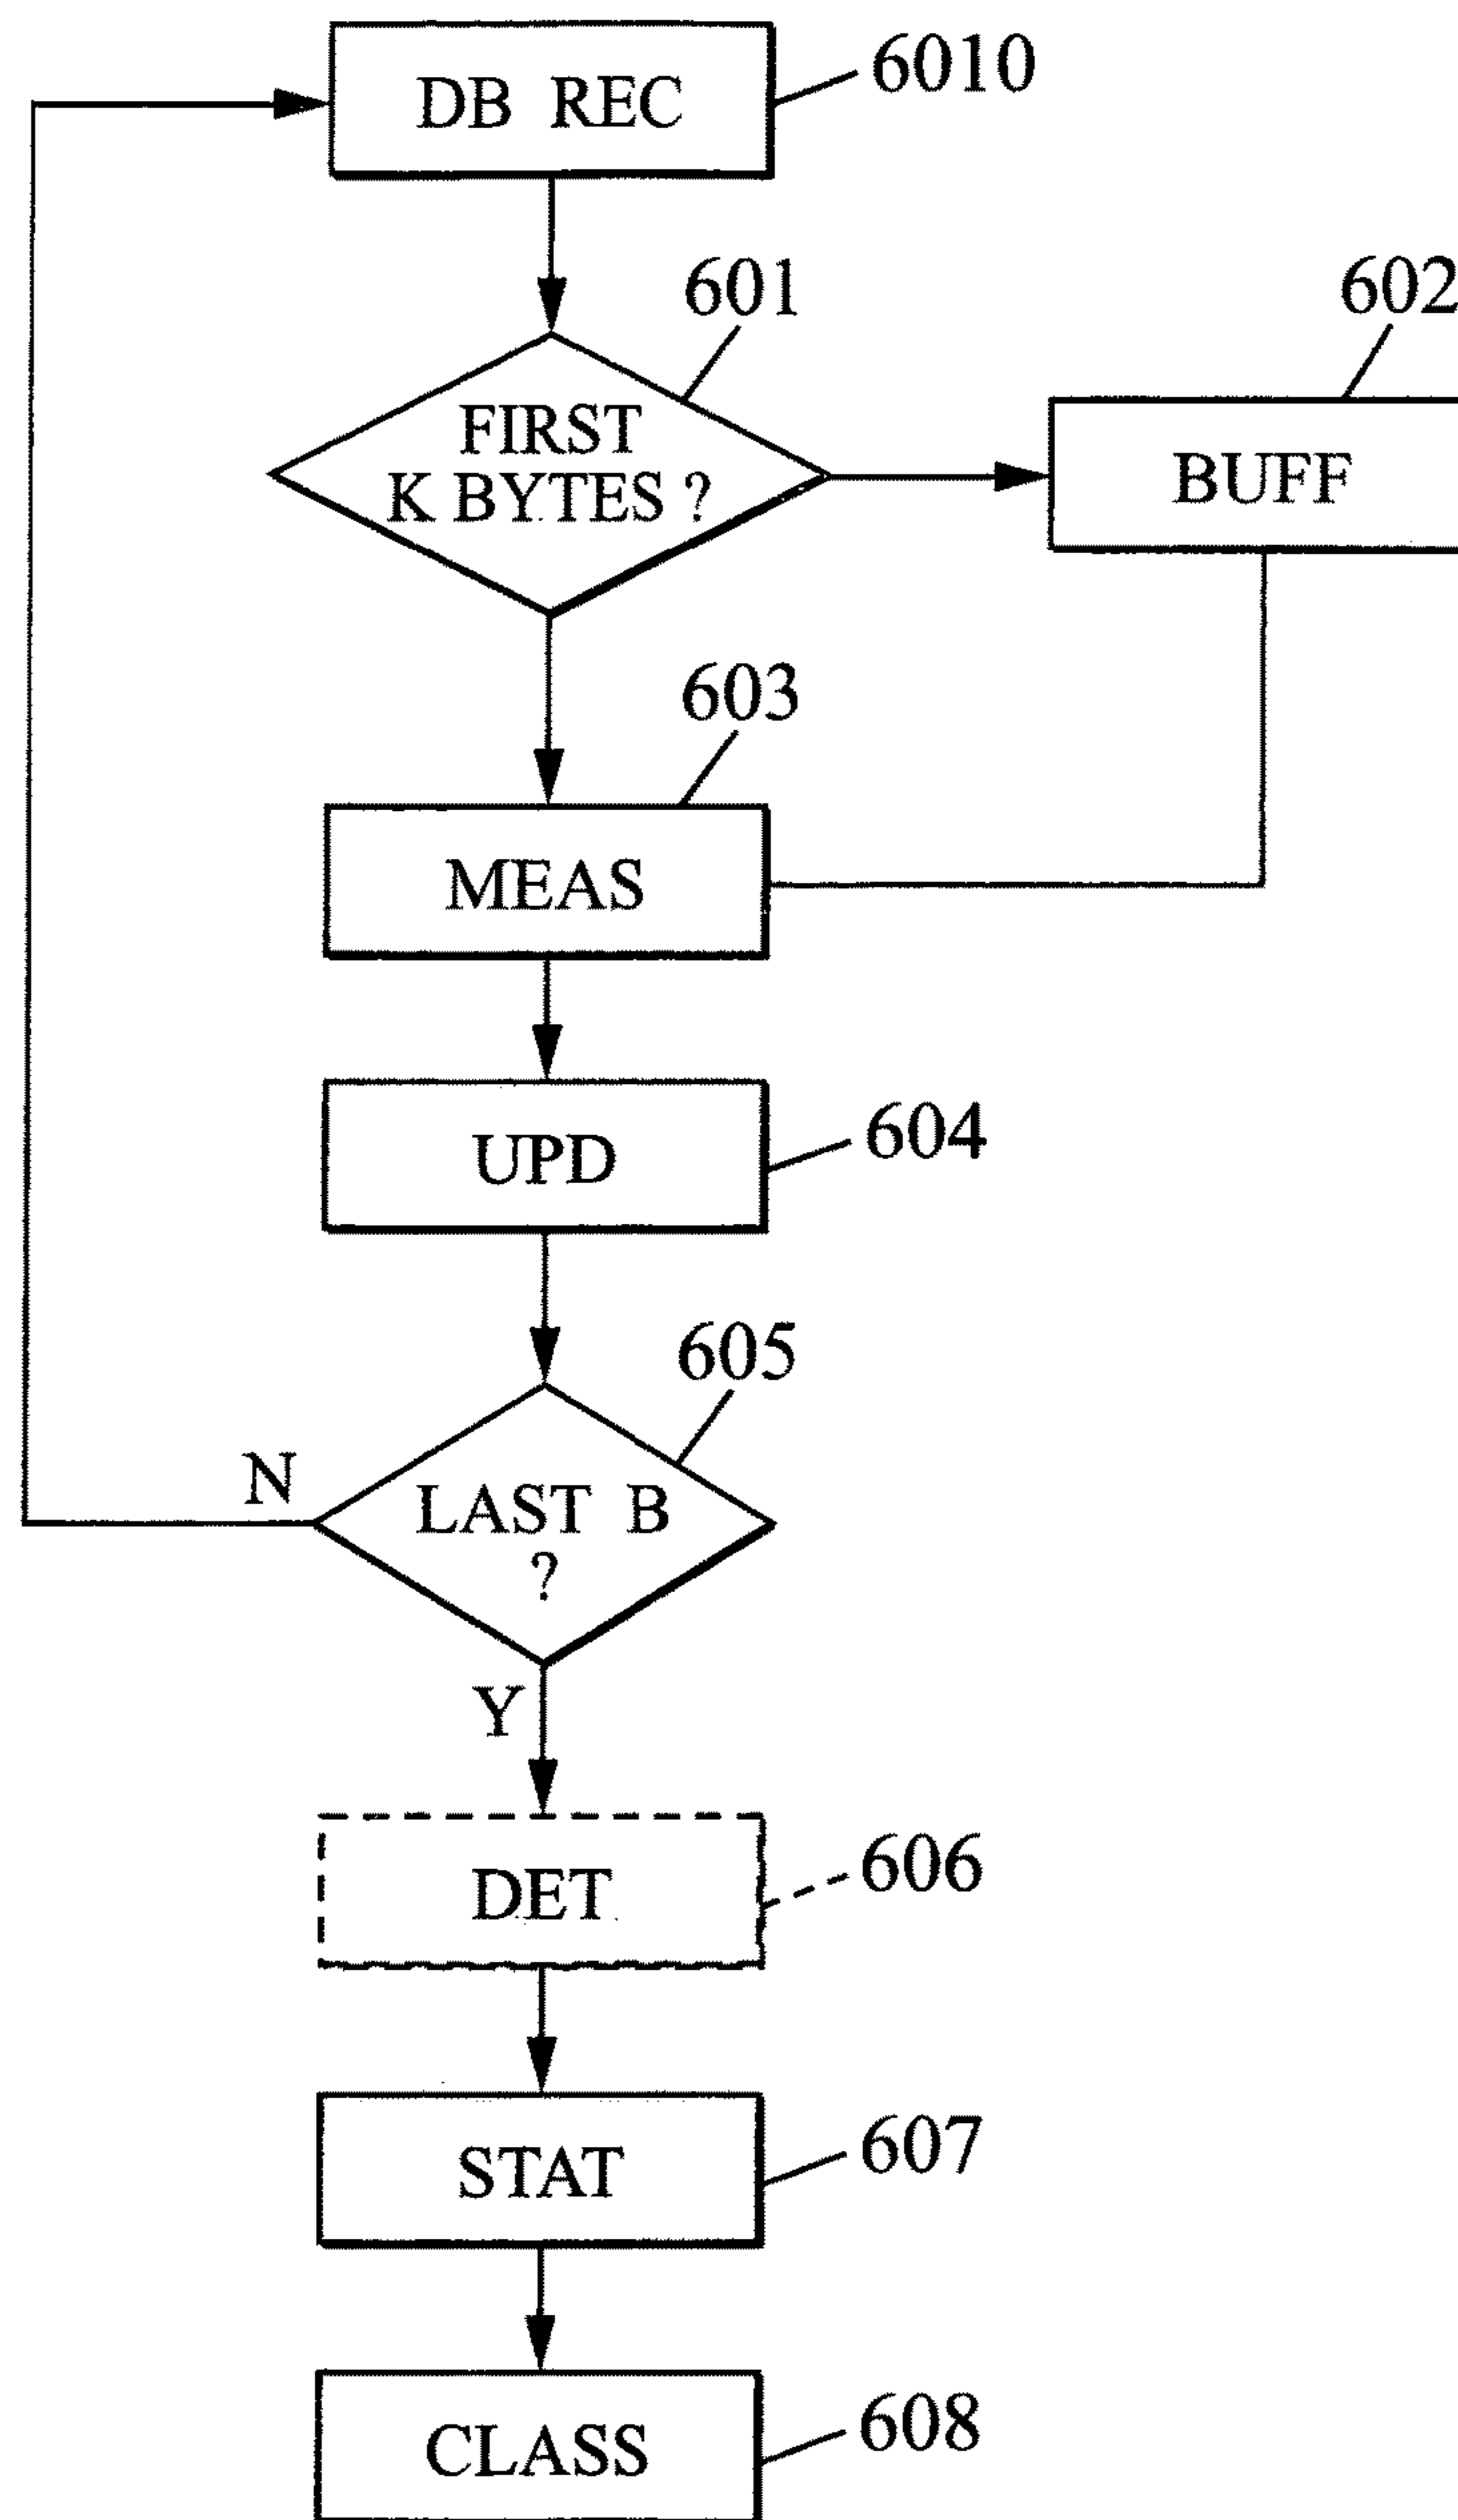 DB REC
6010
601
602
FIRST
K BYTES ?
BUFF
603
MEAS
UPD
604
605
N
LAST B
?
Y
DET
606
STAT
607
CLASS
608